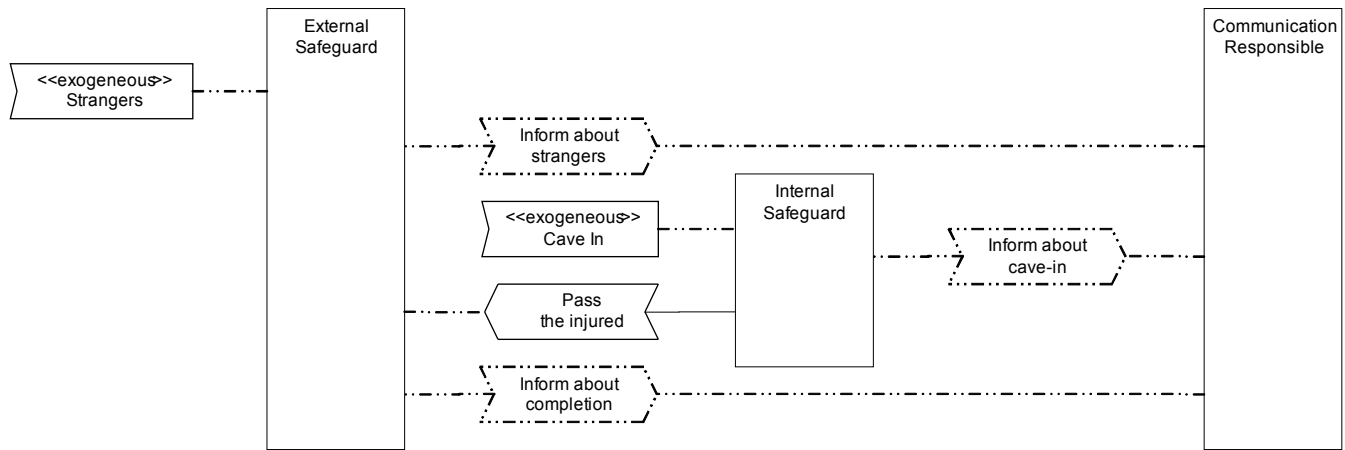 External
Safeguard
Communication
Responsible
<<exogeneous>>
Strangers
Inform about
strangers
Internal
Safeguard
<<exogeneous>>
Cave In
Inform about
cave-in
Pass
the injured
Inform about
completion